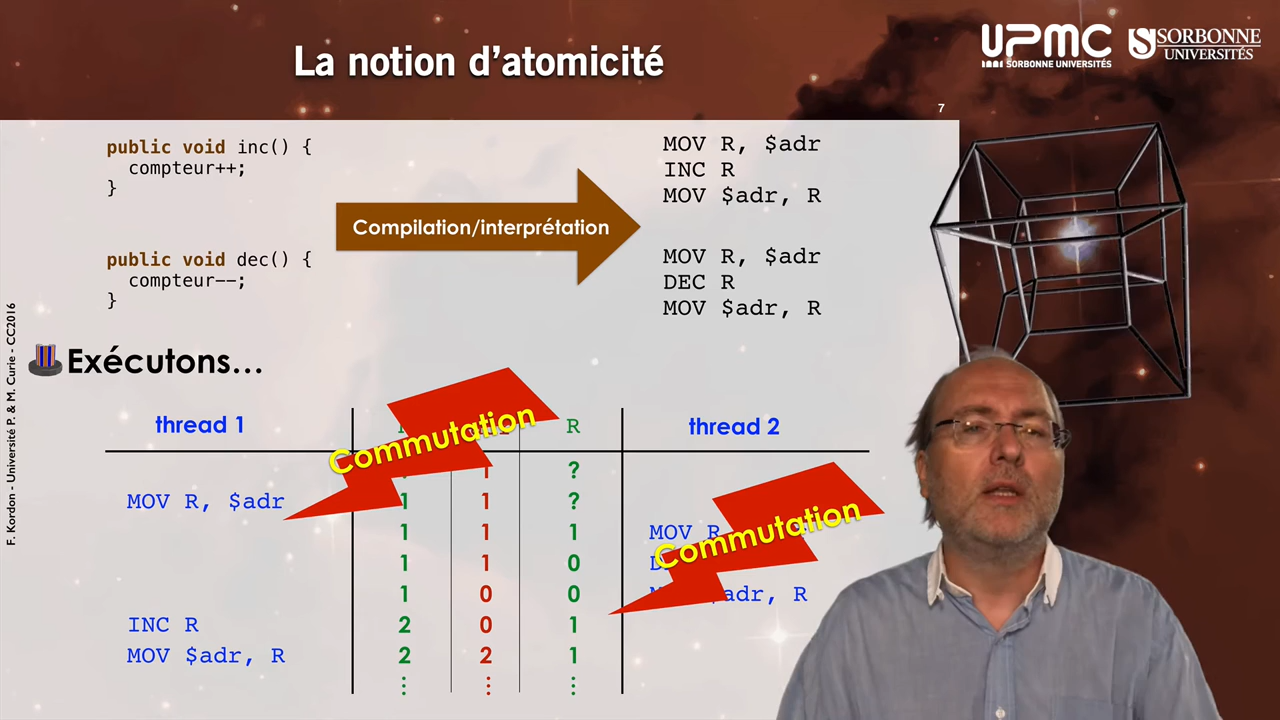 La notion d'atomicité
UPMC
SORBONNE UNIVERSITÉS
SORBONNE
UNIVERSITÉS
7
public void inc() {
compteur++;
}
public void dec() {
compteur--;
}
Compilation/interprétation
MOV R, $adr
INC R
MOV $adr, R
MOV R, $adr
DEC R
MOV $adr, R
F. Kordon - Université P. & M. Curie - CC2016
Exécutons...
thread 1 R thread 2
Commutation
1 ?
MOV R, $adr 1 1 ?
1 1 1 MOV R
Commutation
1 1 0
1 0 0 $adr, R
INC R 2 0 1
MOV $adr, R 2 2 1
⋮ ⋮ ⋮